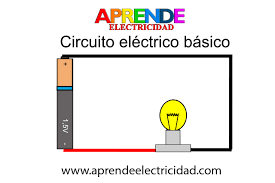 APRENDE
ELECTRICIDAD
Circuito eléctrico básico
+
1,5V
-
www.aprendeelectricidad.com